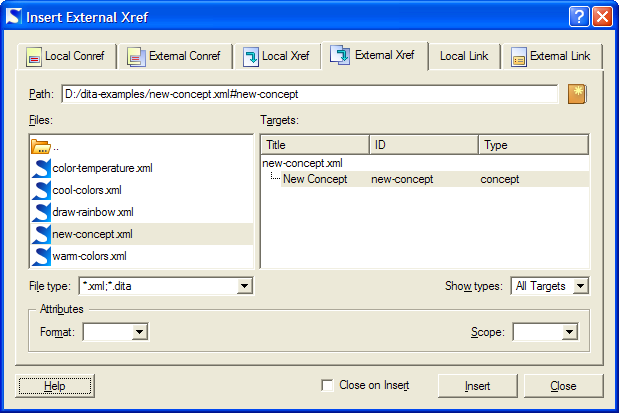 Insert External Xref
Local Conref External Conref Local Xref External Xref Local Link External Link
Path: D:/dita-examples/new-concept.xml#new-concept
Files: Targets:
.. Title ID Type
color-temperature.xml new-concept.xml
cool-colors.xml New Concept new-concept concept
draw-rainbow.xml
new-concept.xml
warm-colors.xml
File type: *.xml;*.dita Show types: All Targets
Attributes
Format: Scope:
Help Close on Insert Insert Close